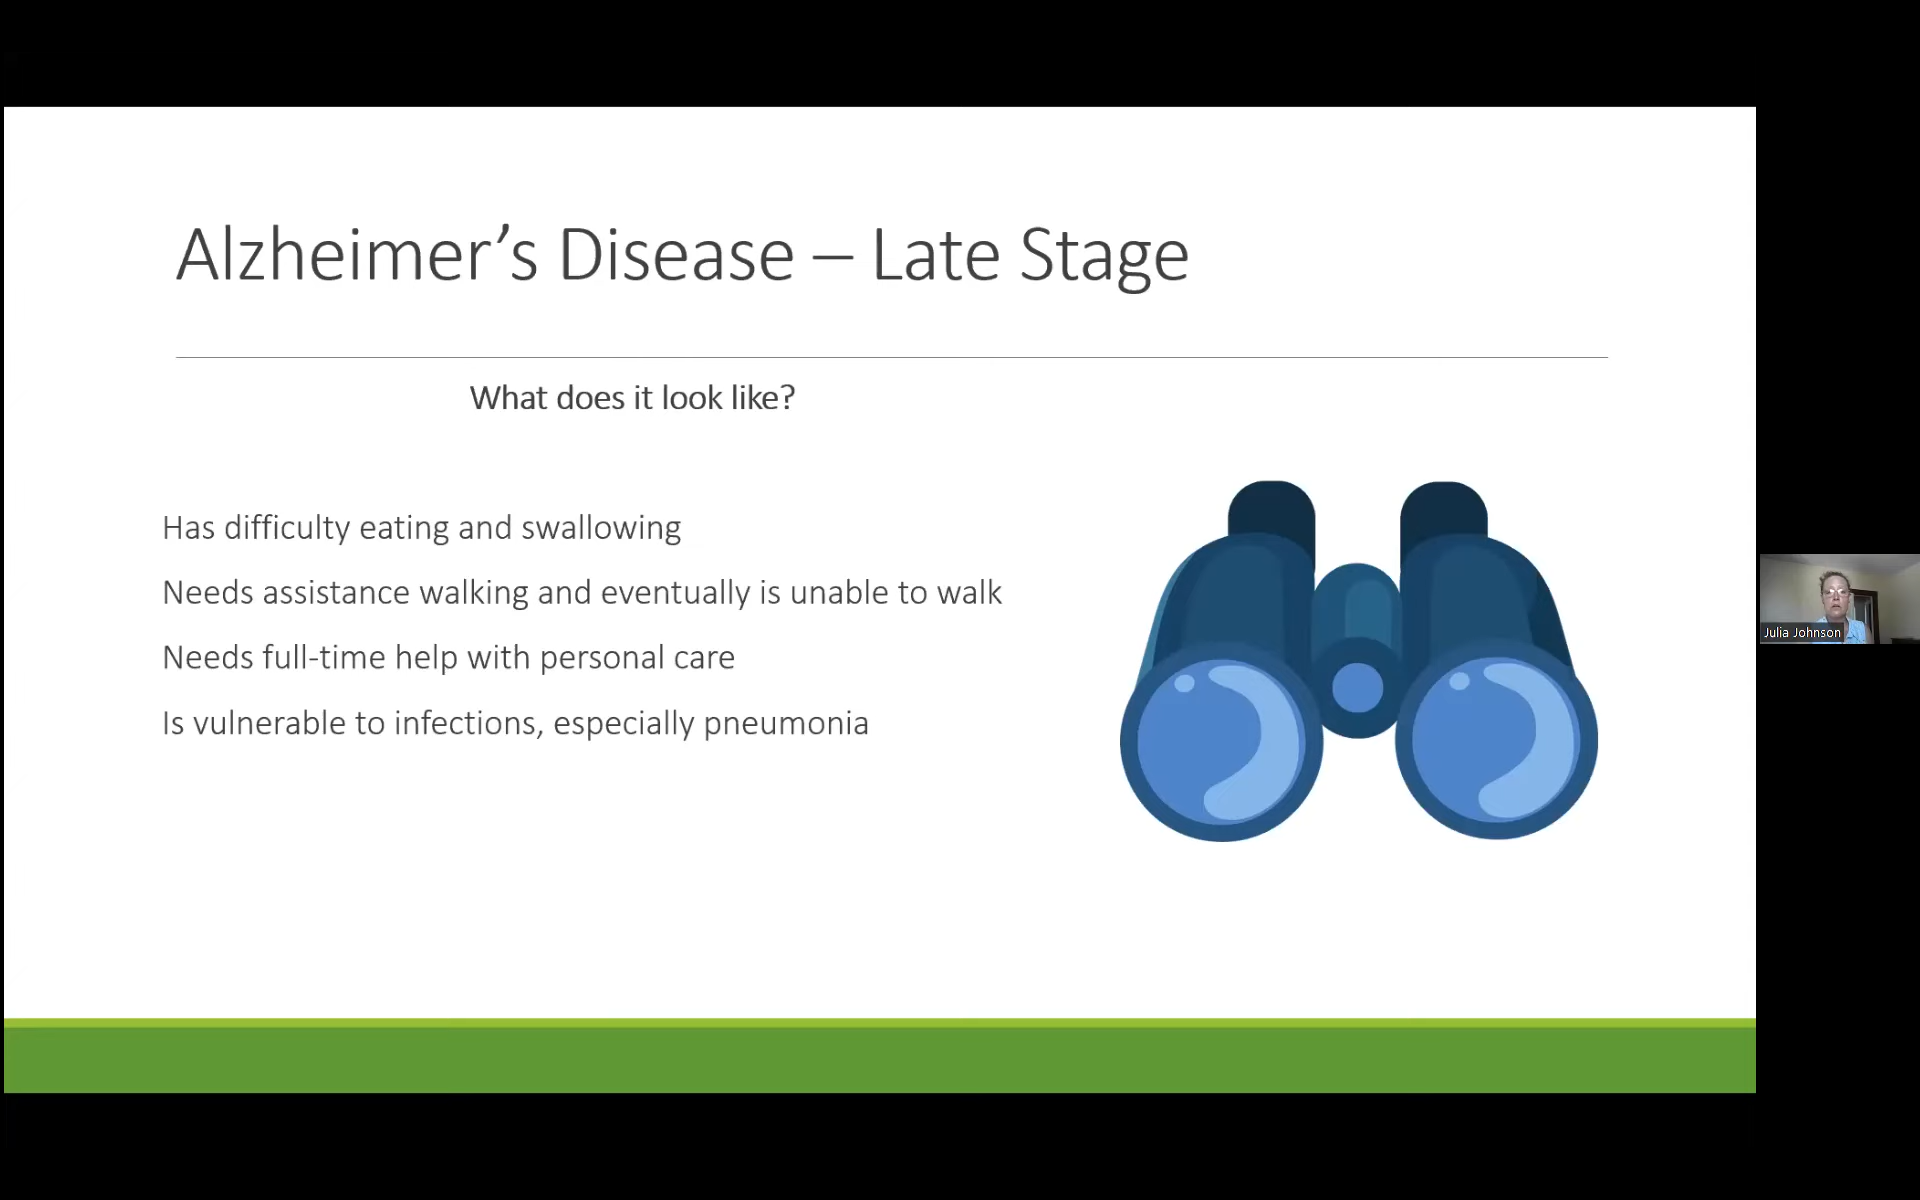 Alzheimer’s Disease – Late Stage
What does it look like?
Has difficulty eating and swallowing
Needs assistance walking and eventually is unable to walk
Needs full-time help with personal care
Is vulnerable to infections, especially pneumonia
Julia Johnson